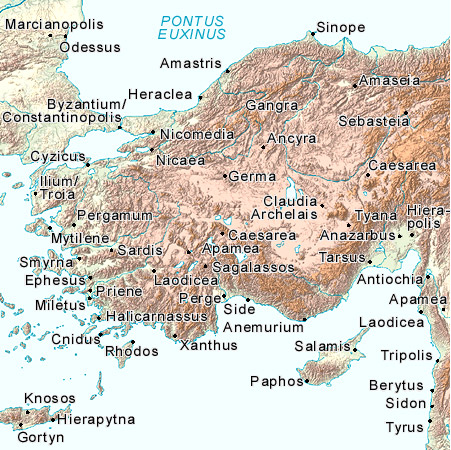 PONTUS
EUXINUS
Marcianopolis
Odessus
Sinope
Amastris
Amaseia
Heraclea
Gangra
Byzantium/
Constantinopolis
Sebasteia
Nicomedia
Ancyra
Cyzicus
Nicaea
Caesarea
Ilium/
Troia
Germa
Claudia
Archelais
Tyana
Hiera-
polis
Pergamum
Mytilene
Caesarea
Anazarbus
Sardis
Apamea
Tarsus
Smyrna
Sagalassos
Ephesus
Laodicea
Antiochia
Priene
Perge
Side
Apamea
Miletus
Halicarnassus
Anemurium
Laodicea
Cnidus
Rhodos
Xanthus
Salamis
Tripolis
Paphos
Berytus
Knosos
Sidon
Hierapytna
Gortyn
Tyrus